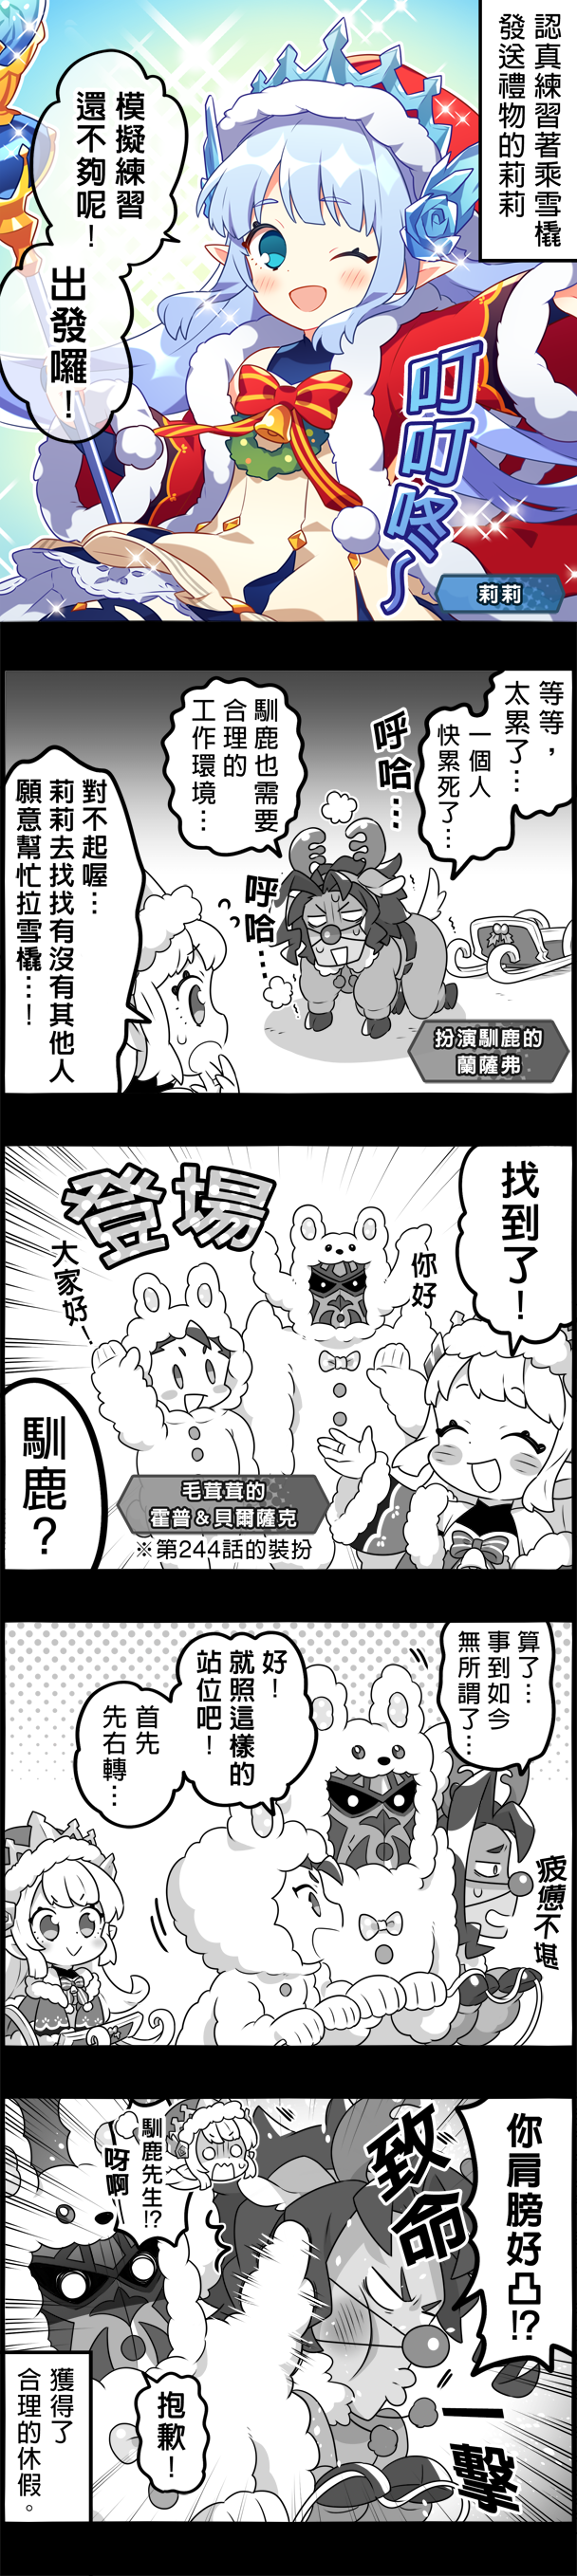 認真練習著乘雪橇
發送禮物的莉莉
模擬練習
還不夠呢！
出發囉！
叮叮咚～
莉莉
等等，
太累了…
一個人
快累死了…
呼哈…
馴鹿也需要
合理的
工作環境…
呼哈…
對不起喔…
莉莉去找找有沒有其他人
願意幫忙拉雪橇…！
扮演馴鹿的
蘭薩弗
找到了！
登場
你好
大家好！
馴鹿？
毛茸茸的
霍普＆貝爾薩克
※第244話的裝扮
算了…
事到如今
無所謂了…
好！
就照這樣的
站位吧！
首先
先右轉…
疲憊不堪
你肩膀好凸!?
致命
一擊
馴鹿先生!?
呀啊
抱歉！
獲得了
合理的休假。